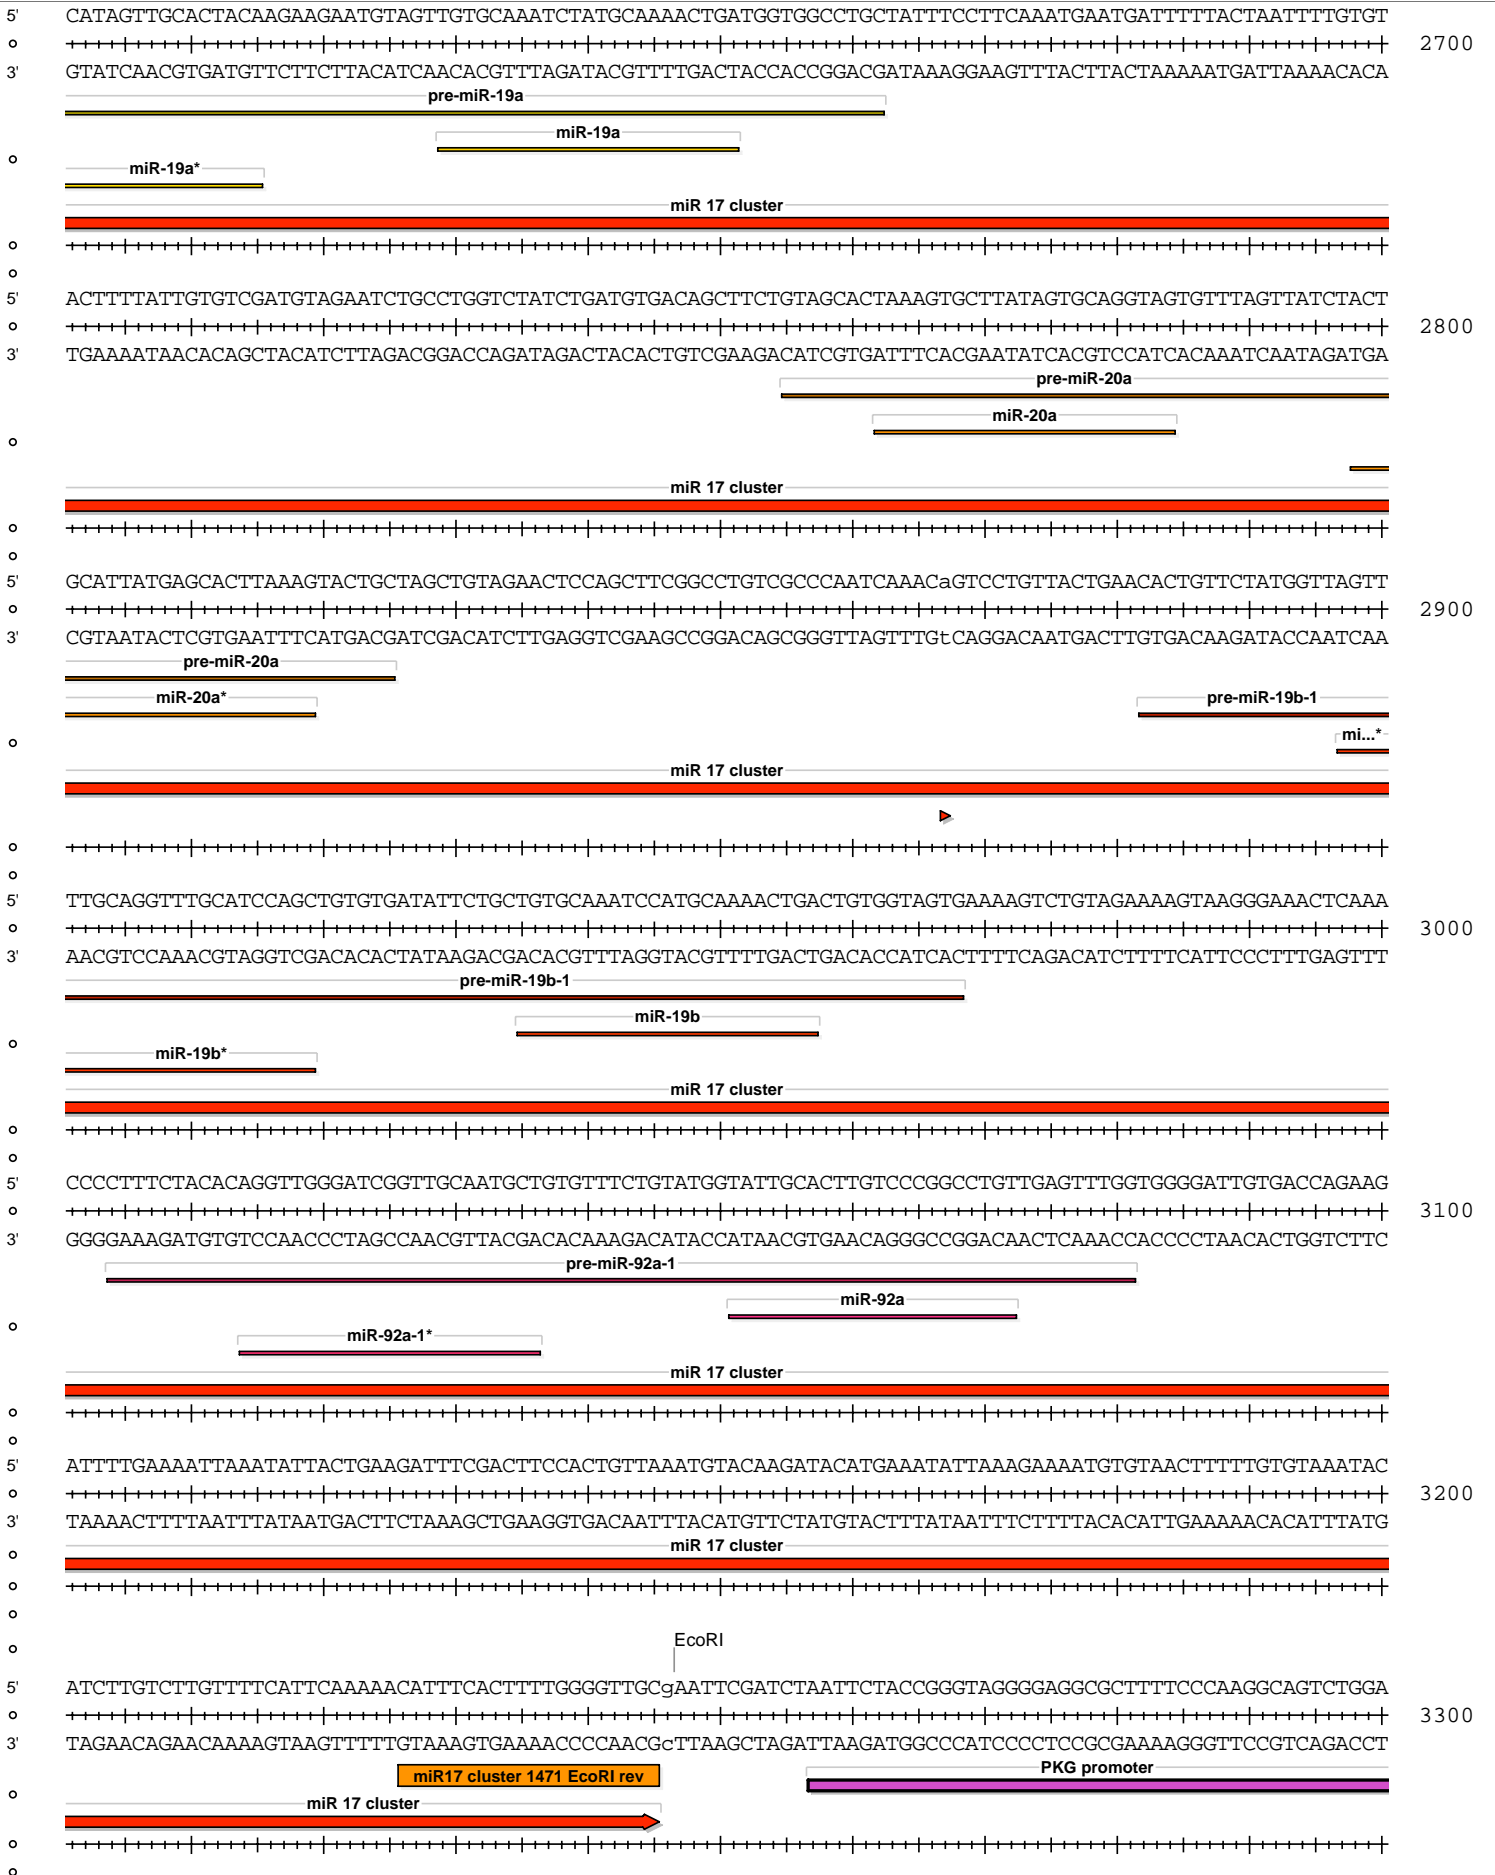 5' CATAGTTGCACTACAAGAAGAATGTAGTTGTGCAAATCTATGCAAAACTGATGGTGGCCTGCTATTTCCTTCAAATGAATGATTTTTACTAATTTTGTGT
2700
3' GTATCAACGTGATGTTCTTCTTACATCAACACGTTTAGATACGTTTTGACTACCACCGGACGATAAAGGAAGTTTACTTACTAAAAATGATTAAAACACA
pre-miR-19a
miR-19a
miR-19a*
miR 17 cluster
5' ACTTTTATTGTGTCGATGTAGAATCTGCCTGGTCTATCTGATGTGACAGCTTCTGTAGCACTAAAGTGCTTATAGTGCAGGTAGTGTTTAGTTATCTACT
2800
3' TGAAAATAACACAGCTACATCTTAGACGGACCAGATAGACTACACTGTCGAAGACATCGTGATTTCACGAATATCACGTCCATCACAAATCAATAGATGA
pre-miR-20a
miR-20a
miR 17 cluster
5' GCATTATGAGCACTTAAAGTACTGCTAGCTGTAGAACTCCAGCTTCGGCCTGTCGCCCAATCAAACaGTCCTGTTACTGAACACTGTTCTATGGTTAGTT
2900
3' CGTAATACTCGTGAATTTCATGACGATCGACATCTTGAGGTCGAAGCCGGACAGCGGGTTAGTTTGtCAGGACAATGACTTGTGACAAGATACCAATCAA
pre-miR-20a
miR-20a* pre-miR-19b-1
mi...*
miR 17 cluster
5' TTGCAGGTTTGCATCCAGCTGTGTGATATTCTGCTGTGCAAATCCATGCAAAACTGACTGTGGTAGTGAAAAGTCTGTAGAAAAGTAAGGGAAACTCAAA
3000
3' AACGTCCAAACGTAGGTCGACACACTATAAGACGACACGTTTAGGTACGTTTTGACTGACACCATCACTTTTCAGACATCTTTTCATTCCCTTTGAGTTT
pre-miR-19b-1
miR-19b
miR-19b*
miR 17 cluster
5' CCCCTTTCTACACAGGTTGGGATCGGTTGCAATGCTGTGTTTCTGTATGGTATTGCACTTGTCCCGGCCTGTTGAGTTTGGTGGGGATTGTGACCAGAAG
3100
3' GGGGAAAGATGTGTCCAACCCTAGCCAACGTTACGACACAAAGACATACCATAACGTGAACAGGGCCGGACAACTCAAACCACCCCTAACACTGGTCTTC
pre-miR-92a-1
miR-92a
miR-92a-1*
miR 17 cluster
5' ATTTTGAAAATTAAATATTACTGAAGATTTCGACTTCCACTGTTAAATGTACAAGATACATGAAATATTAAAGAAAATGTGTAACTTTTTGTGTAAATAC
3200
3' TAAAACTTTTAATTTATAATGACTTCTAAAGCTGAAGGTGACAATTTACATGTTCTATGTACTTTATAATTTCTTTTACACATTGAAAAACACATTTATG
miR 17 cluster
EcoRI
5' ATCTTGTCTTGTTTTCATTCAAAAACATTTCACTTTTGGGGTTGCgAATTCGATCTAATTCTACCGGGTAGGGGAGGCGCTTTTCCCAAGGCAGTCTGGA
3300
3' TAGAACAGAACAAAAGTAAGTTTTTGTAAAGTGAAAACCCCAACGcTTAAGCTAGATTAAGATGGCCCATCCCCTCCGCGAAAAGGGTTCCGTCAGACCT
miR17 cluster 1471 EcoRI rev PKG promoter
miR 17 cluster